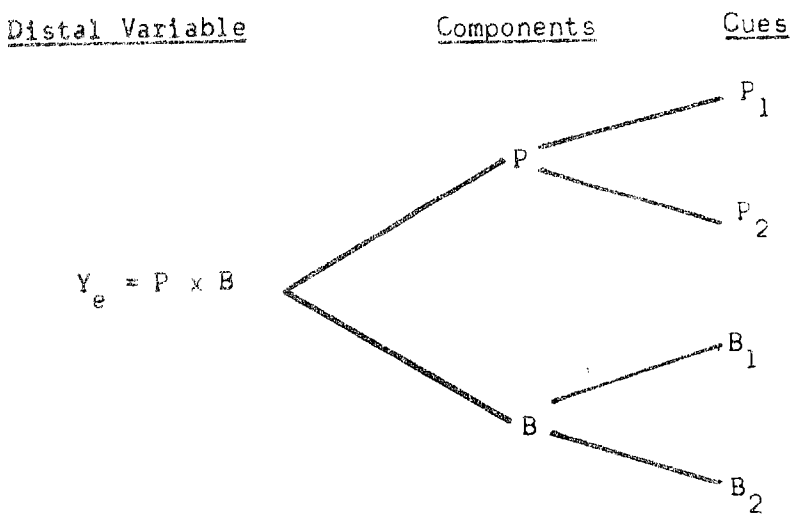 Distal Variable Components Cues
P₁
P
P₂
Yₑ = P x B
B₁
B
B₂